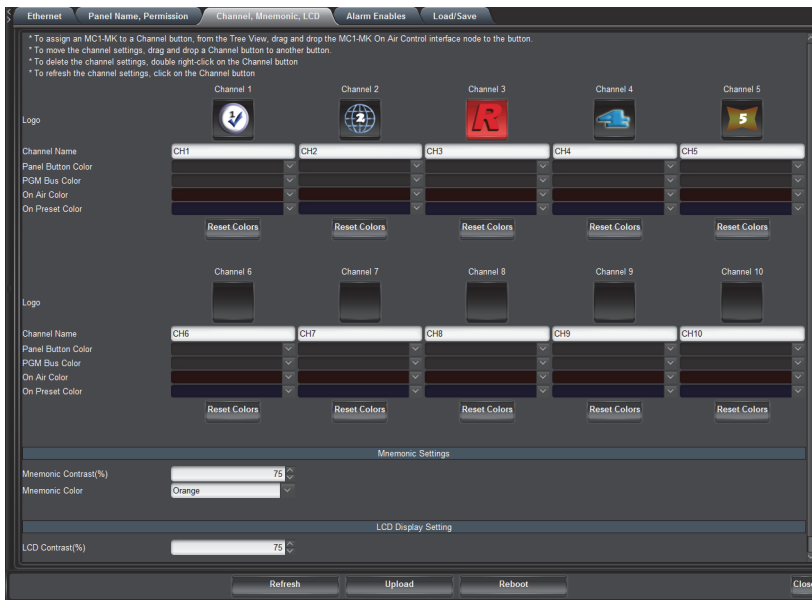 Ethernet Panel Name, Permission Channel, Mnemonic, LCD Alarm Enables Load/Save
* To assign an MC1-MK to a Channel button, from the Tree View, drag and drop the MC1-MK On Air Control interface node to the button.
* To move the channel settings, drag and drop a Channel button to another button.
* To delete the channel settings, double right-click on the Channel button
* To refresh the channel settings, click on the Channel button
Channel 1 Channel 2 Channel 3 Channel 4 Channel 5
Logo 1 2 R 4 5
Channel Name CH1 CH2 CH3 CH4 CH5
Panel Button Color
PGM Bus Color
On Air Color
On Preset Color
Reset Colors Reset Colors Reset Colors Reset Colors Reset Colors
Channel 6 Channel 7 Channel 8 Channel 9 Channel 10
Logo
Channel Name CH6 CH7 CH8 CH9 CH10
Panel Button Color
PGM Bus Color
On Air Color
On Preset Color
Reset Colors Reset Colors Reset Colors Reset Colors Reset Colors
Mnemonic Settings
Mnemonic Contrast(%) 75
Mnemonic Color Orange
LCD Display Setting
LCD Contrast(%) 75
Refresh Upload Reboot Close